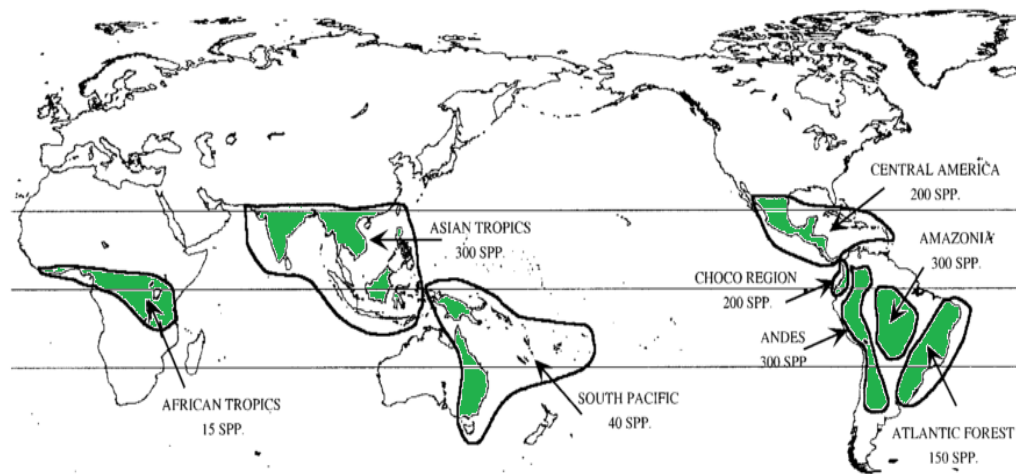 CENTRAL AMERICA
200 SPP.
ASIAN TROPICS
300 SPP.
AMAZONIA
300 SPP.
CHOCO REGION
200 SPP.
ANDES
300 SPP
AFRICAN TROPICS
15 SPP.
SOUTH PACIFIC
40 SPP.
ATLANTIC FOREST
150 SPP.